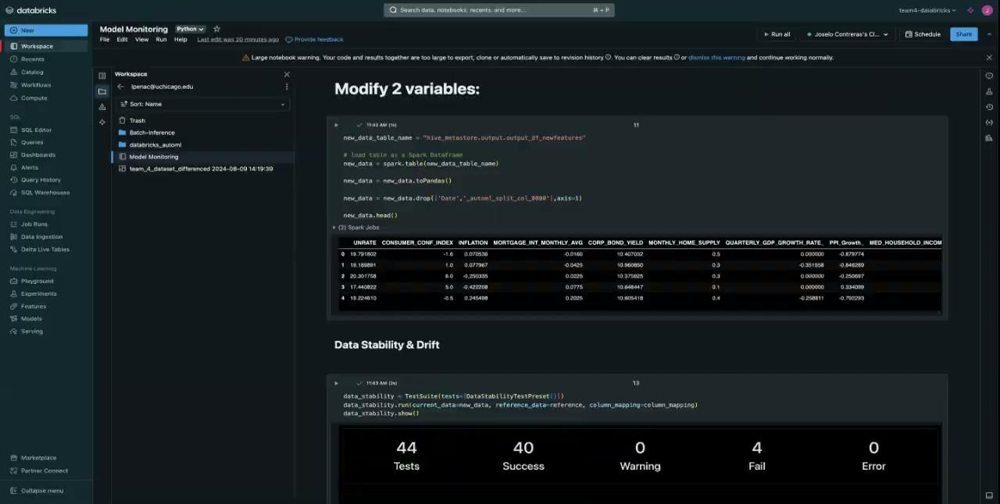 databricks
Search data, notebooks, recents, and more...
⌘ + P
team4-databricks
J
New
Workspace
Recents
Catalog
Workflows
Compute
SQL
SQL Editor
Queries
Dashboards
Alerts
Query History
SQL Warehouses
Data Engineering
Job Runs
Data Ingestion
Delta Live Tables
Machine Learning
Playground
Experiments
Features
Models
Serving
Marketplace
Partner Connect
Collapse menu
Model Monitoring Python
File Edit View Run Help Last edit was 20 minutes ago Provide feedback
Run all Joselo Contreras's Cl... Schedule Share
Large notebook warning. Your code and results together are too large to export, clone or automatically save to revision history. You can clear results or dismiss this warning and continue working normally.
Workspace
lpenac@uchicago.edu
Sort: Name
Trash
Batch-Inference
databricks_automl
Model Monitoring
team_4_dataset_differenced 2024-08-09 14:19:39
Modify 2 variables:
11:42 AM (1s) 11
new_data_table_name = "hive_metastore.output.output_df_newfeatures"
# load table as a Spark Dataframe
new_data = spark.table(new_data_table_name)
new_data = new_data.toPandas()
new_data = new_data.drop(['Date','_automl_split_col_0000'],axis=1)
new_data.head()
(2) Spark Jobs
UNRATE CONSUMER_CONF_INDEX INFLATION MORTGAGE_INT_MONTHLY_AVG CORP_BOND_YIELD MONTHLY_HOME_SUPPLY QUARTERLY_GDP_GROWTH_RATE_ PPI_Growth_ MED_HOUSEHOLD_INCOM
0 19.791802 -1.6 0.070536 -0.0160 10.407032 0.5 0.000000 -0.879774
1 19.189891 1.0 0.077967 -0.0425 10.960850 0.3 -0.351958 -0.646289
2 20.301758 6.0 -0.250335 0.0225 10.375925 0.3 0.000000 -0.250697
3 17.440822 5.0 -0.422208 0.0775 10.648447 0.1 0.000000 0.334099
4 19.224610 -0.5 0.245498 0.2025 10.605418 0.4 -0.258811 -0.792293
Data Stability & Drift
11:43 AM (2s) 13
data_stability = TestSuite(tests=[DataStabilityTestPreset()])
data_stability.run(current_data=new_data, reference_data=reference, column_mapping=column_mapping)
data_stability.show()
44 40 0 4 0
Tests Success Warning Fail Error